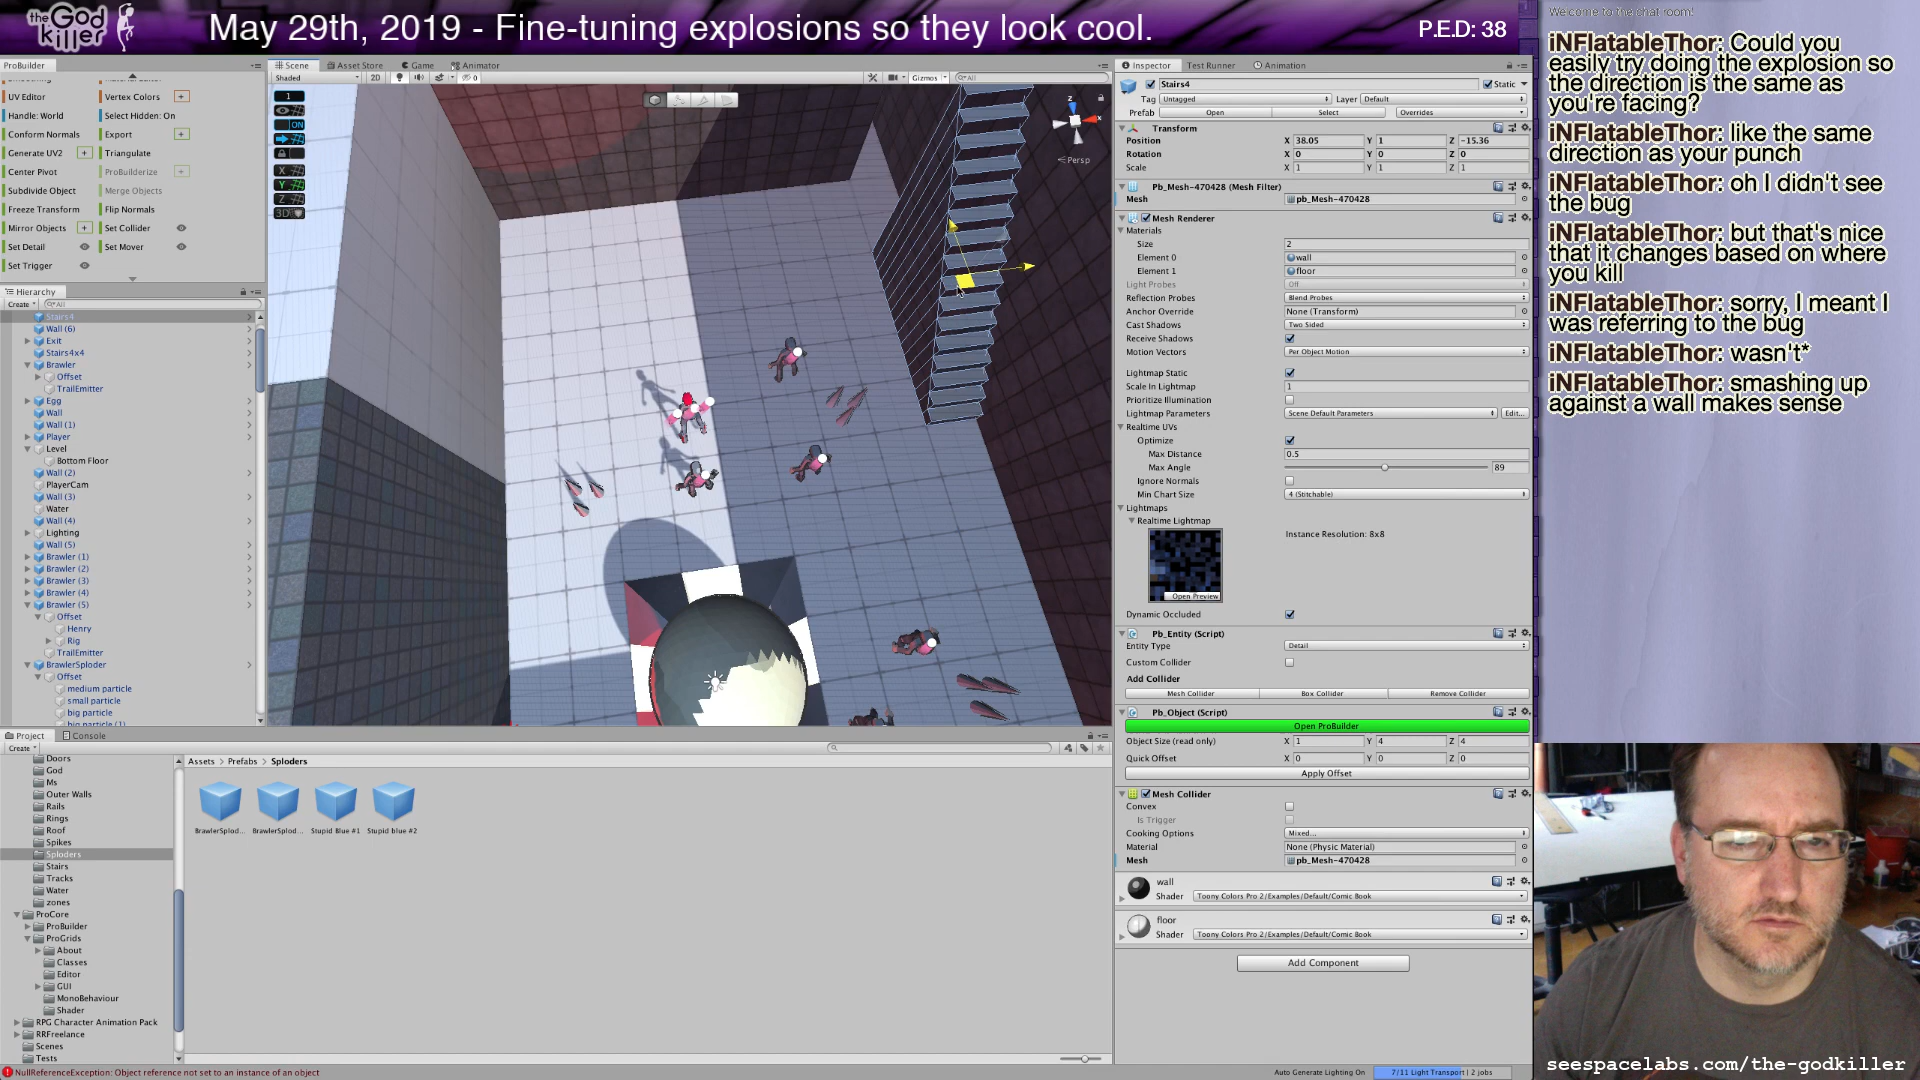 the God killer
May 29th, 2019 - Fine-tuning explosions so they look cool.
P.E.D: 38
Welcome to the chat room!
iNFlatableThor: Could you
easily try doing the explosion so
the direction is the same as
you're facing?
iNFlatableThor: like the same
direction as your punch
iNFlatableThor: oh I didn't see
the bug
iNFlatableThor: but that's nice
that it changes based on where
you kill
iNFlatableThor: sorry, I meant I
was referring to the bug
iNFlatableThor: wasn't*
iNFlatableThor: smashing up
against a wall makes sense
ProBuilder
UV Editor
Vertex Colors
Handle: World
Select Hidden: On
Conform Normals
Export
Generate UV2
Triangulate
Center Pivot
ProBuilderize
Subdivide Object
Merge Objects
Freeze Transform
Flip Normals
Mirror Objects
Set Collider
Set Detail
Set Mover
Set Trigger
Hierarchy
Create
All
Stairs4
Wall (6)
Exit
Stairs4x4
Brawler
Offset
TrailEmitter
Egg
Wall
Wall (1)
Player
Level
Bottom Floor
Wall (2)
PlayerCam
Wall (3)
Water
Wall (4)
Lighting
Wall (5)
Brawler (1)
Brawler (2)
Brawler (3)
Brawler (4)
Brawler (5)
Offset
Henry
Rig
TrailEmitter
BrawlerSploder
Offset
medium particle
small particle
big particle
big particle (1)
Scene
Asset Store
Game
Animator
Shaded
2D
0
Gizmos
All
1
ON
X
Y
Z
3D
z
x
Persp
Inspector
Test Runner
Animation
Stairs4
Static
Tag Untagged
Layer Default
Prefab
Open
Select
Overrides
Transform
Position X 38.05 Y 1 Z -15.36
Rotation X 0 Y 0 Z 0
Scale X 1 Y 1 Z 1
Pb_Mesh-470428 (Mesh Filter)
Mesh pb_Mesh-470428
Mesh Renderer
Materials
Size 2
Element 0 wall
Element 1 floor
Light Probes Off
Reflection Probes Blend Probes
Anchor Override None (Transform)
Cast Shadows Two Sided
Receive Shadows
Motion Vectors Per Object Motion
Lightmap Static
Scale In Lightmap 1
Prioritize Illumination
Lightmap Parameters Scene Default Parameters Edit...
Realtime UVs
Optimize
Max Distance 0.5
Max Angle 89
Ignore Normals
Min Chart Size 4 (Stitchable)
Lightmaps
Realtime Lightmap
Instance Resolution: 8x8
Open Preview
Dynamic Occluded
Pb_Entity (Script)
Entity Type Detail
Custom Collider
Add Collider
Mesh Collider
Box Collider
Remove Collider
Pb_Object (Script)
Open ProBuilder
Object Size (read only) X 1 Y 4 Z 4
Quick Offset X 0 Y 0 Z 0
Apply Offset
Mesh Collider
Convex
Is Trigger
Cooking Options Mixed...
Material None (Physic Material)
Mesh pb_Mesh-470428
wall
Shader Toony Colors Pro 2/Examples/Default/Comic Book
floor
Shader Toony Colors Pro 2/Examples/Default/Comic Book
Add Component
Project
Console
Create
Doors
God
Ms
Outer Walls
Rails
Rings
Roof
Spikes
Sploders
Stairs
Tracks
Water
zones
ProCore
ProBuilder
ProGrids
About
Classes
Editor
GUI
MonoBehaviour
Shader
RPG Character Animation Pack
RRFreelance
Scenes
Tests
Assets
Prefabs
Sploders
BrawlerSplod...
BrawlerSplod...
Stupid Blue #1
Stupid blue #2
NullReferenceException: Object reference not set to an instance of an object
Auto Generate Lighting On
7/11 Light Transport | 2 jobs
seespacelabs.com/the-godkiller